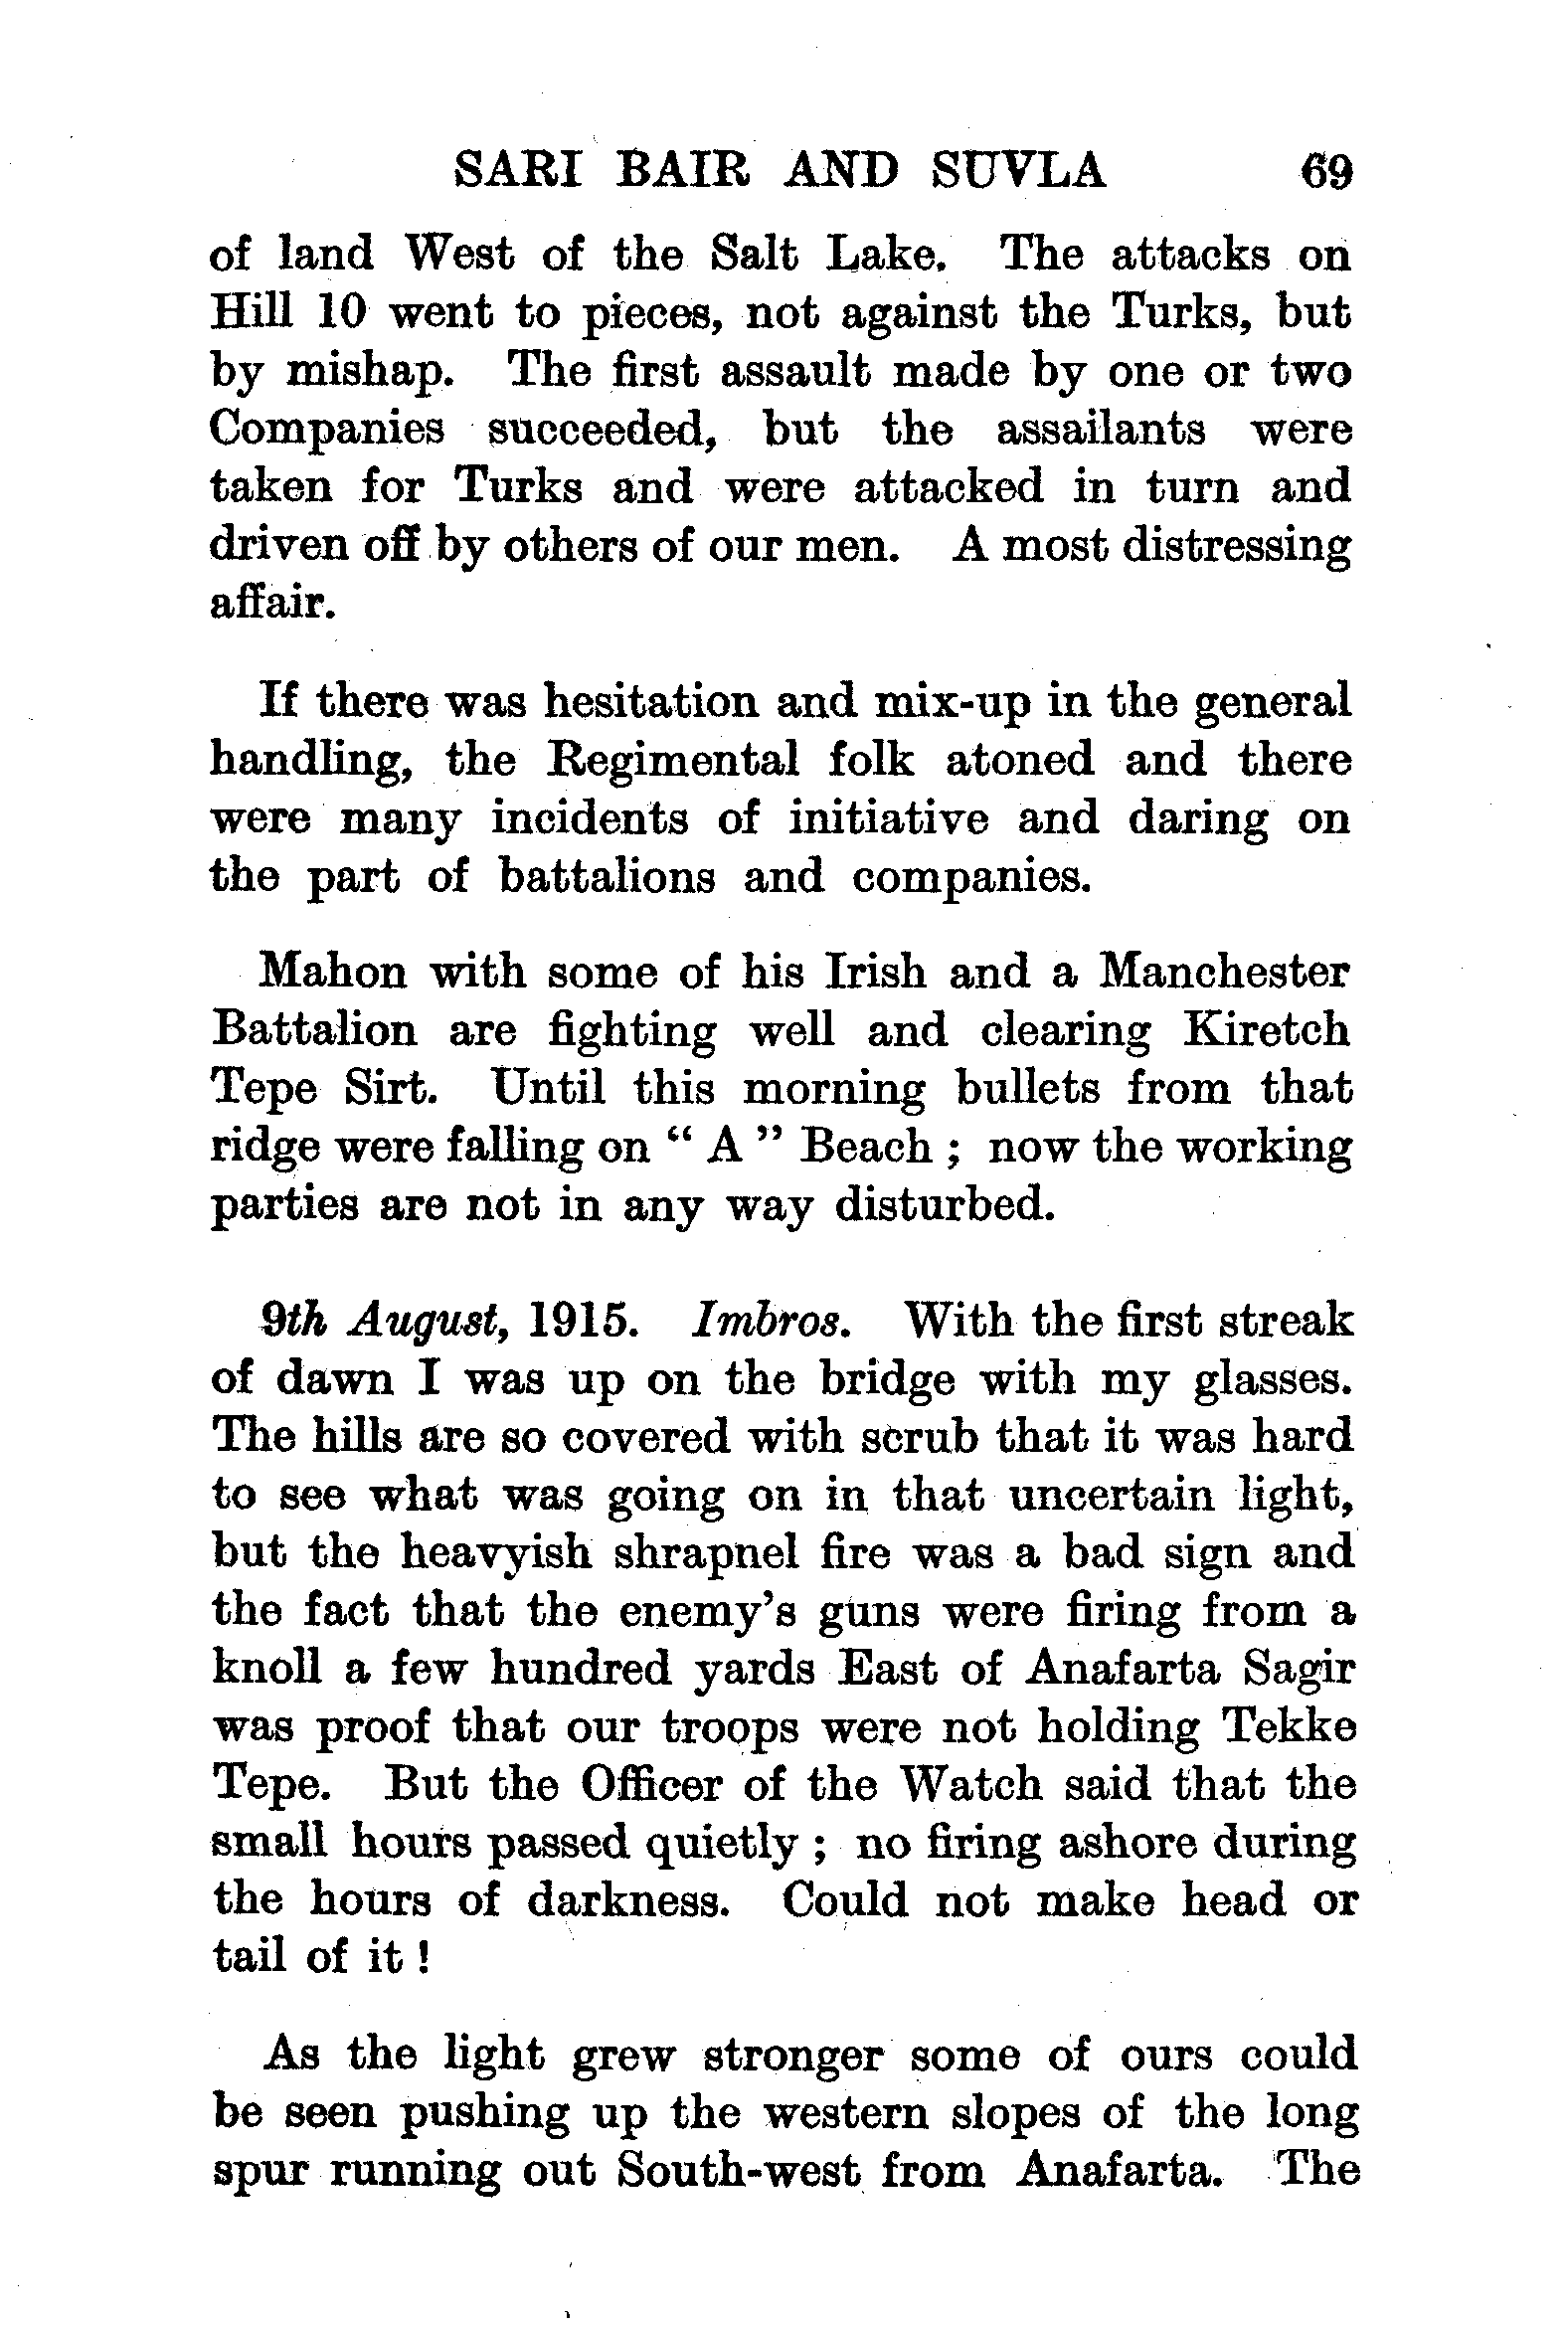 SARI BAIR AND SUVLA 69
of land West of the Salt Lake. The attacks on
Hill 10 went to pieces, not against the Turks, but
by mishap. The first assault made by one or two
Companies succeeded, but the assailants were
taken for Turks and were attacked in turn and
driven off by others of our men. A most distressing
affair.
If there was hesitation and mix-up in the general
handling, the Regimental folk atoned and there
were many incidents of initiative and daring on
the part of battalions and companies.
Mahon with some of his Irish and a Manchester
Battalion are fighting well and clearing Kiretch
Tepe Sirt. Until this morning bullets from that
ridge were falling on “ A ” Beach ; now the working
parties are not in any way disturbed.
9th August, 1915. Imbros. With the first streak
of dawn I was up on the bridge with my glasses.
The hills are so covered with scrub that it was hard
to see what was going on in that uncertain light,
but the heavyish shrapnel fire was a bad sign and
the fact that the enemy’s guns were firing from a
knoll a few hundred yards East of Anafarta Sagir
was proof that our troops were not holding Tekke
Tepe. But the Officer of the Watch said that the
small hours passed quietly ; no firing ashore during
the hours of darkness. Could not make head or
tail of it !
As the light grew stronger some of ours could
be seen pushing up the western slopes of the long
spur running out South-west from Anafarta. The